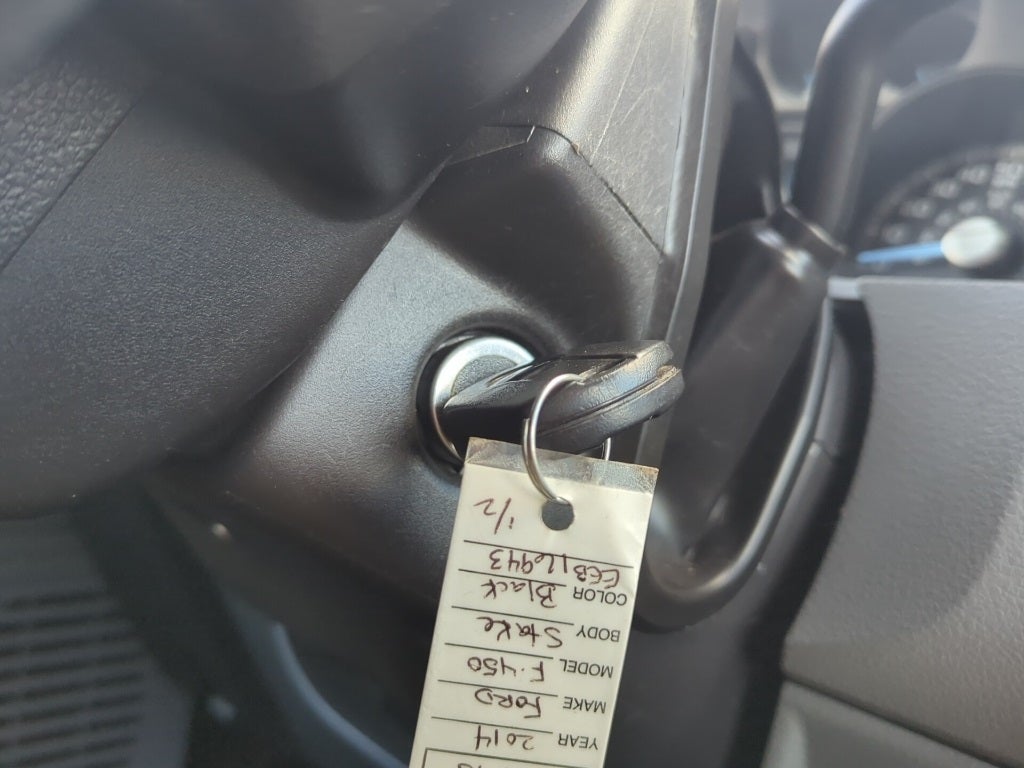 YEAR 2014
MAKE FORD
MODEL F-450
BODY Stake
COLOR Black
EEB16943
1/2